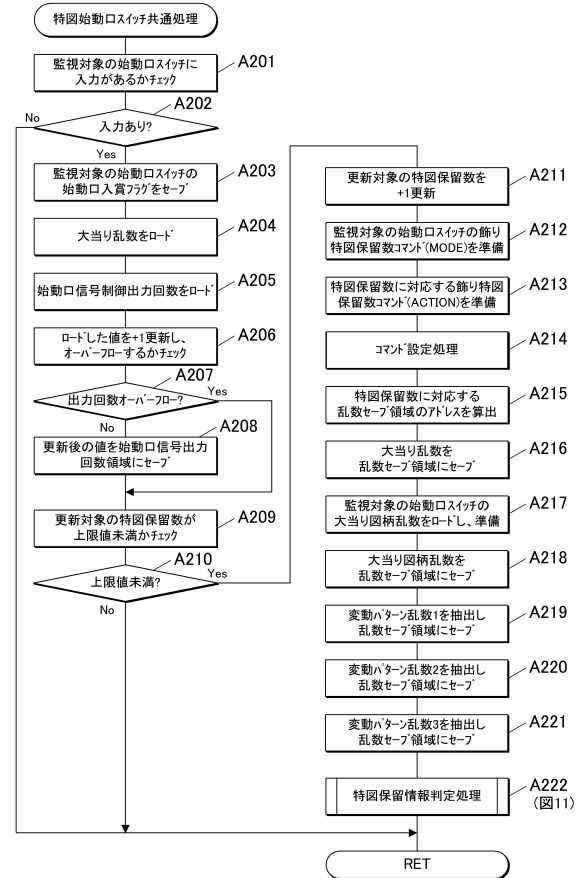 特図始動口スイッチ共通処理
監視対象の始動口スイッチに
入力があるかチェック
A201
A202
入力あり?
No
Yes
監視対象の始動口スイッチの
始動口入賞フラグをセーブ
A203
大当り乱数をロード
A204
始動口信号制御出力回数をロード
A205
ロードした値を+1更新し、
オーバーフローするかチェック
A206
A207
出力回数オーバーフロー?
Yes
No
A208
更新後の値を始動口信号出力
回数領域にセーブ
更新対象の特図保留数が
上限値未満かチェック
A209
A210
上限値未満?
Yes
No
更新対象の特図保留数を
+1更新
A211
監視対象の始動口スイッチの飾り
特図保留数コマンド(MODE)を準備
A212
特図保留数に対応する飾り特図
保留数コマンド(ACTION)を準備
A213
コマンド設定処理
A214
特図保留数に対応する
乱数セーブ領域のアドレスを算出
A215
大当り乱数を
乱数セーブ領域にセーブ
A216
監視対象の始動口スイッチの
大当り図柄乱数をロードし、準備
A217
大当り図柄乱数を
乱数セーブ領域にセーブ
A218
変動パターン乱数1を抽出し
乱数セーブ領域にセーブ
A219
変動パターン乱数2を抽出し
乱数セーブ領域にセーブ
A220
変動パターン乱数3を抽出し
乱数セーブ領域にセーブ
A221
特図保留情報判定処理
A222
(図11)
RET